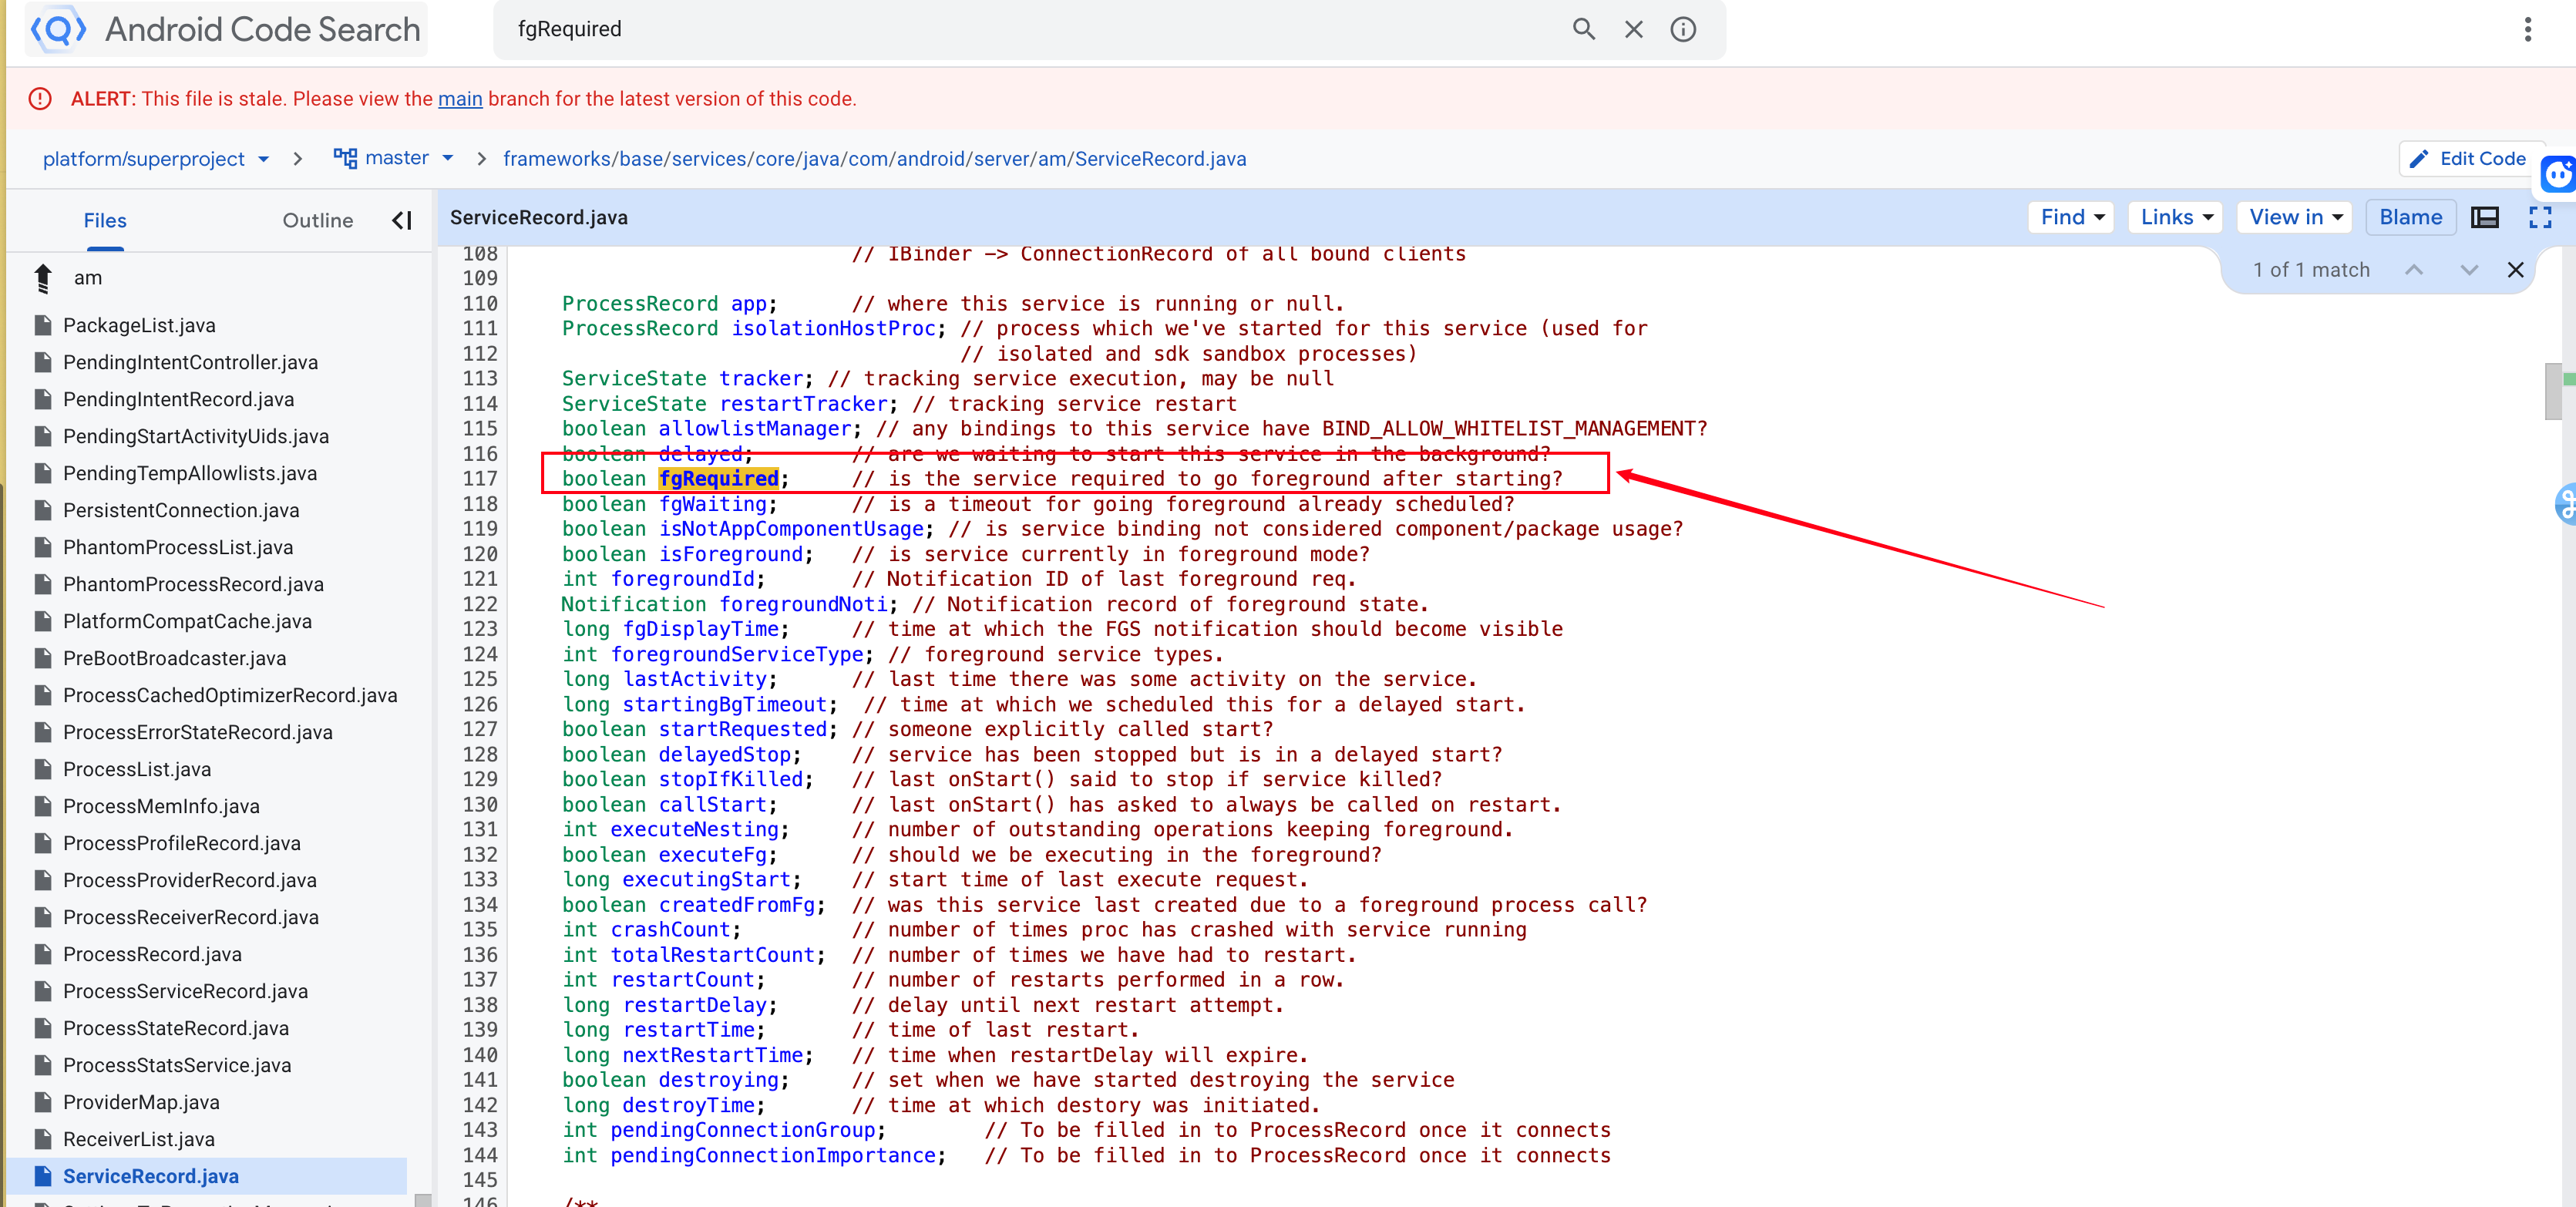 Android Code Search
fgRequired
ALERT: This file is stale. Please view the main branch for the latest version of this code.
platform/superproject
master
frameworks/base/services/core/java/com/android/server/am/ServiceRecord.java
Edit Code
Files
Outline
ServiceRecord.java
Find
Links
View in
Blame
1 of 1 match
am
PackageList.java
PendingIntentController.java
PendingIntentRecord.java
PendingStartActivityUids.java
PendingTempAllowlists.java
PersistentConnection.java
PhantomProcessList.java
PhantomProcessRecord.java
PlatformCompatCache.java
PreBootBroadcaster.java
ProcessCachedOptimizerRecord.java
ProcessErrorStateRecord.java
ProcessList.java
ProcessMemInfo.java
ProcessProfileRecord.java
ProcessProviderRecord.java
ProcessReceiverRecord.java
ProcessRecord.java
ProcessServiceRecord.java
ProcessStateRecord.java
ProcessStatsService.java
ProviderMap.java
ReceiverList.java
ServiceRecord.java
108 // IBinder -> ConnectionRecord of all bound clients
109
110 ProcessRecord app; // where this service is running or null.
111 ProcessRecord isolationHostProc; // process which we've started for this service (used for
112 // isolated and sdk sandbox processes)
113 ServiceState tracker; // tracking service execution, may be null
114 ServiceState restartTracker; // tracking service restart
115 boolean allowlistManager; // any bindings to this service have BIND_ALLOW_WHITELIST_MANAGEMENT?
116 boolean delayed; // are we waiting to start this service in the background?
117 boolean fgRequired; // is the service required to go foreground after starting?
118 boolean fgWaiting; // is a timeout for going foreground already scheduled?
119 boolean isNotAppComponentUsage; // is service binding not considered component/package usage?
120 boolean isForeground; // is service currently in foreground mode?
121 int foregroundId; // Notification ID of last foreground req.
122 Notification foregroundNoti; // Notification record of foreground state.
123 long fgDisplayTime; // time at which the FGS notification should become visible
124 int foregroundServiceType; // foreground service types.
125 long lastActivity; // last time there was some activity on the service.
126 long startingBgTimeout; // time at which we scheduled this for a delayed start.
127 boolean startRequested; // someone explicitly called start?
128 boolean delayedStop; // service has been stopped but is in a delayed start?
129 boolean stopIfKilled; // last onStart() said to stop if service killed?
130 boolean callStart; // last onStart() has asked to always be called on restart.
131 int executeNesting; // number of outstanding operations keeping foreground.
132 boolean executeFg; // should we be executing in the foreground?
133 long executingStart; // start time of last execute request.
134 boolean createdFromFg; // was this service last created due to a foreground process call?
135 int crashCount; // number of times proc has crashed with service running
136 int totalRestartCount; // number of times we have had to restart.
137 int restartCount; // number of restarts performed in a row.
138 long restartDelay; // delay until next restart attempt.
139 long restartTime; // time of last restart.
140 long nextRestartTime; // time when restartDelay will expire.
141 boolean destroying; // set when we have started destroying the service
142 long destroyTime; // time at which destory was initiated.
143 int pendingConnectionGroup; // To be filled in to ProcessRecord once it connects
144 int pendingConnectionImportance; // To be filled in to ProcessRecord once it connects
145
146 /**